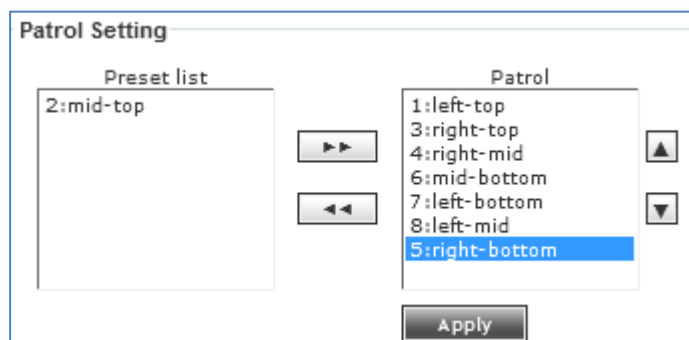 Patrol Setting
Preset list
2:mid-top
Patrol
1:left-top
3:right-top
4:right-mid
6:mid-bottom
7:left-bottom
8:left-mid
5:right-bottom
Apply